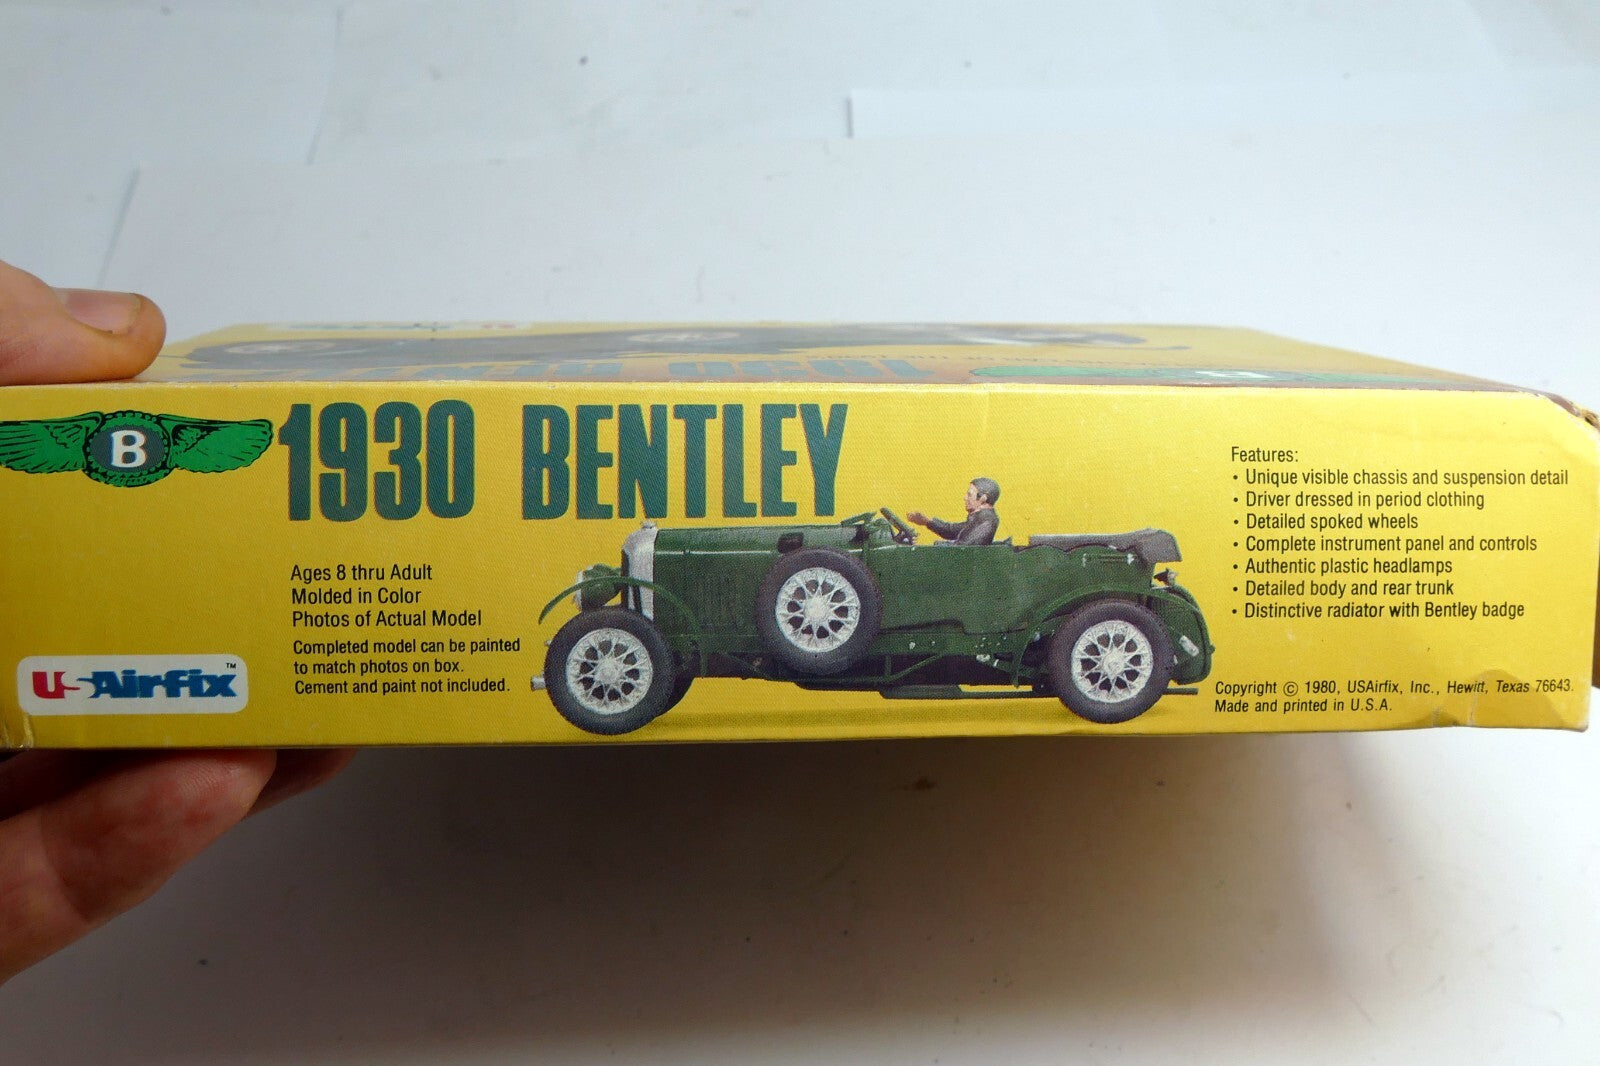 B
1930 BENTLEY
Ages 8 thru Adult
Molded in Color
Photos of Actual Model
Completed model can be painted
to match photos on box.
Cement and paint not included.
USAirfix™
Features:
• Unique visible chassis and suspension detail
• Driver dressed in period clothing
• Detailed spoked wheels
• Complete instrument panel and controls
• Authentic plastic headlamps
• Detailed body and rear trunk
• Distinctive radiator with Bentley badge
Copyright © 1980, USAirfix, Inc., Hewitt, Texas 76643.
Made and printed in U.S.A.